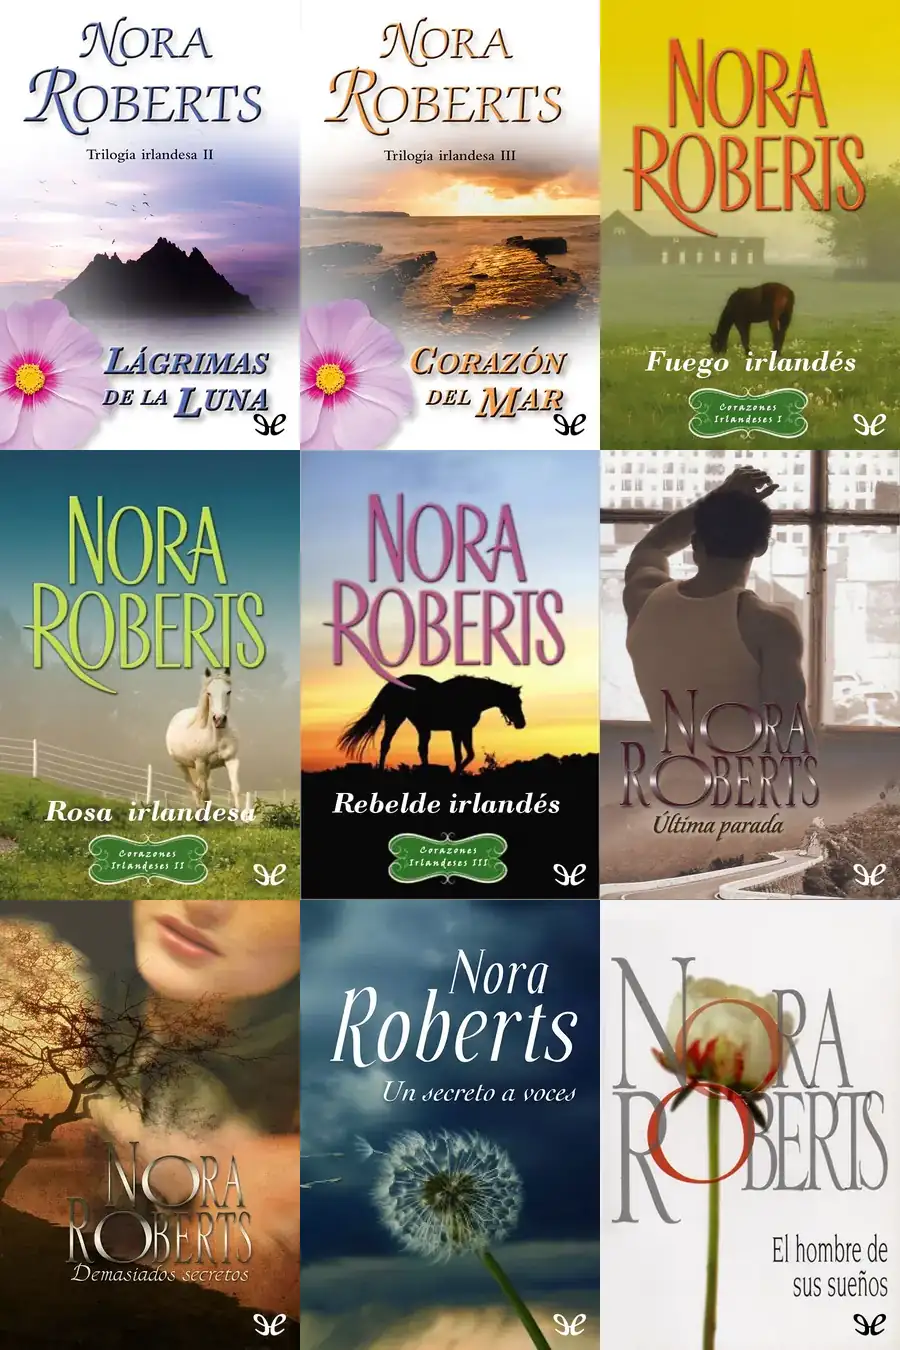 NORA
ROBERTS
Trilogía irlandesa II
LÁGRIMAS
DE LA LUNA
NORA
ROBERTS
Trilogía irlandesa III
CORAZÓN
DEL MAR
NORA
ROBERTS
Fuego irlandés
Corazones
Irlandeses I
NORA
ROBERTS
Rosa irlandesa
Corazones
Irlandeses II
NORA
ROBERTS
Rebelde irlandés
Corazones
Irlandeses III
NORA
ROBERTS
Última parada
NORA
ROBERTS
Demasiados secretos
Nora
Roberts
Un secreto a voces
NORA
ROBERTS
El hombre de
sus sueños